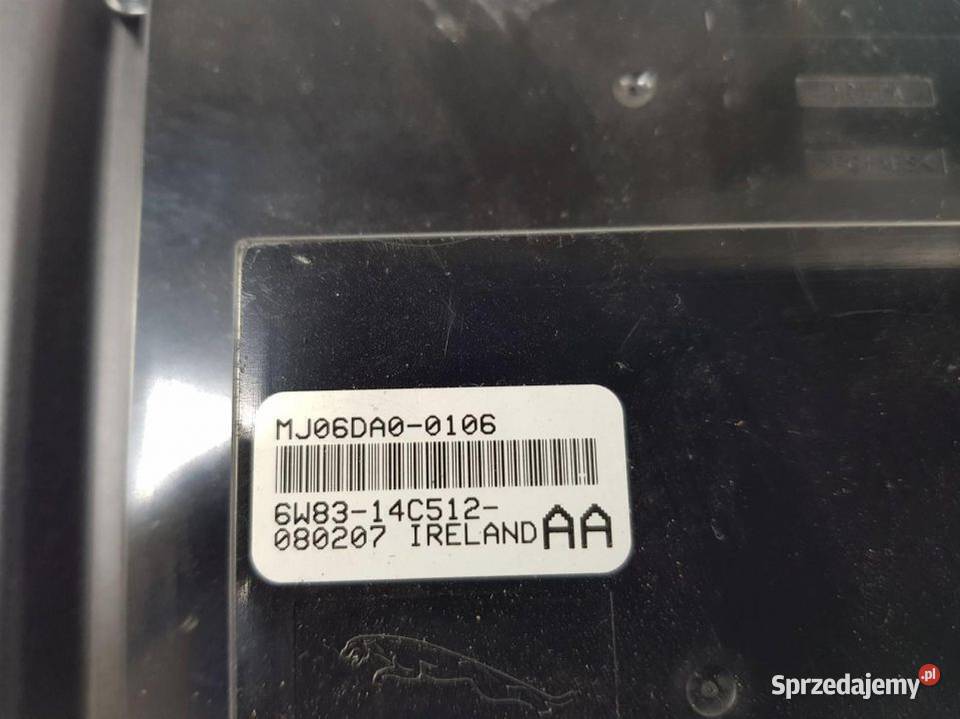 MJ06DA0-0106
6W83-14C512-
080207 IRELAND AA
Sprzedajemy.pl